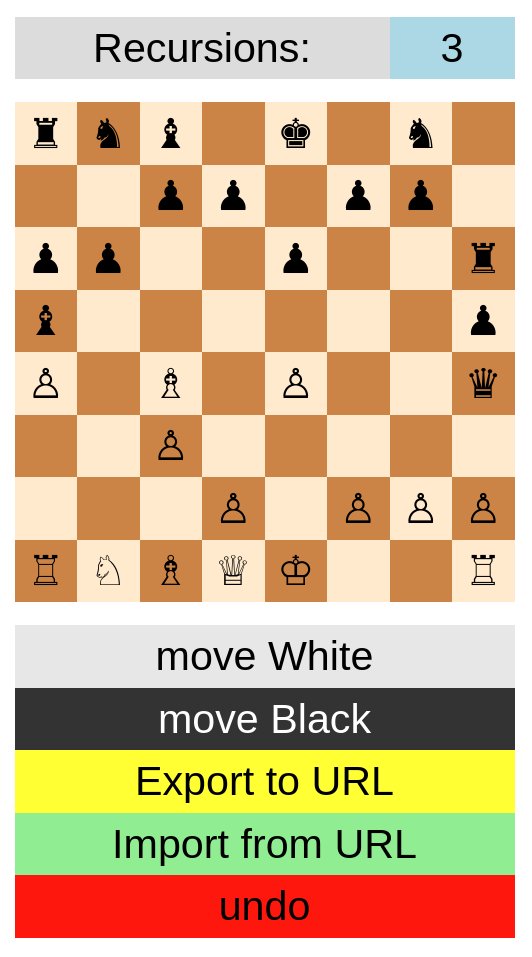 Recursions: 3
move White
move Black
Export to URL
Import from URL
undo